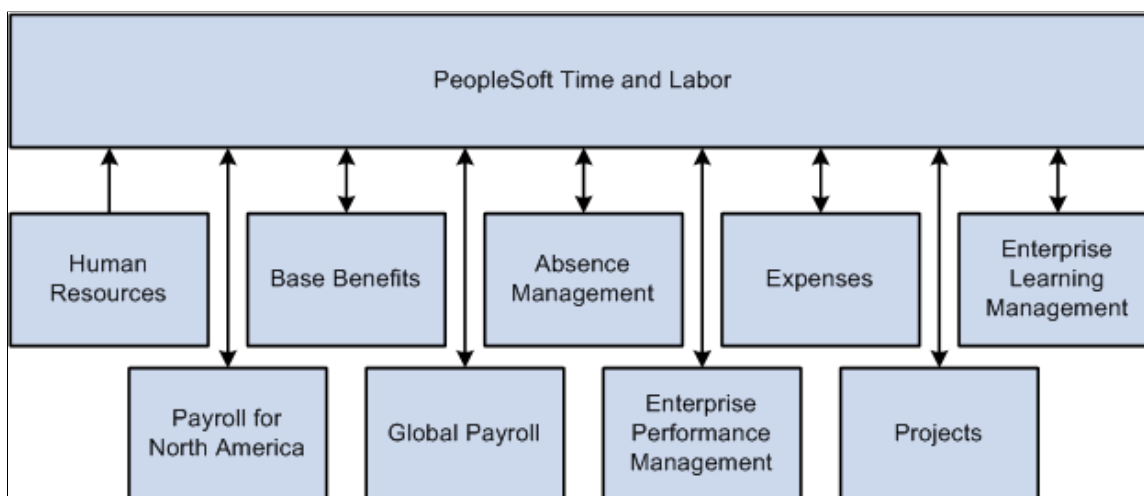 PeopleSoft Time and Labor
Human
Resources
Base Benefits
Absence
Management
Expenses
Enterprise
Learning
Management
Payroll for
North America
Global Payroll
Enterprise
Performance
Management
Projects